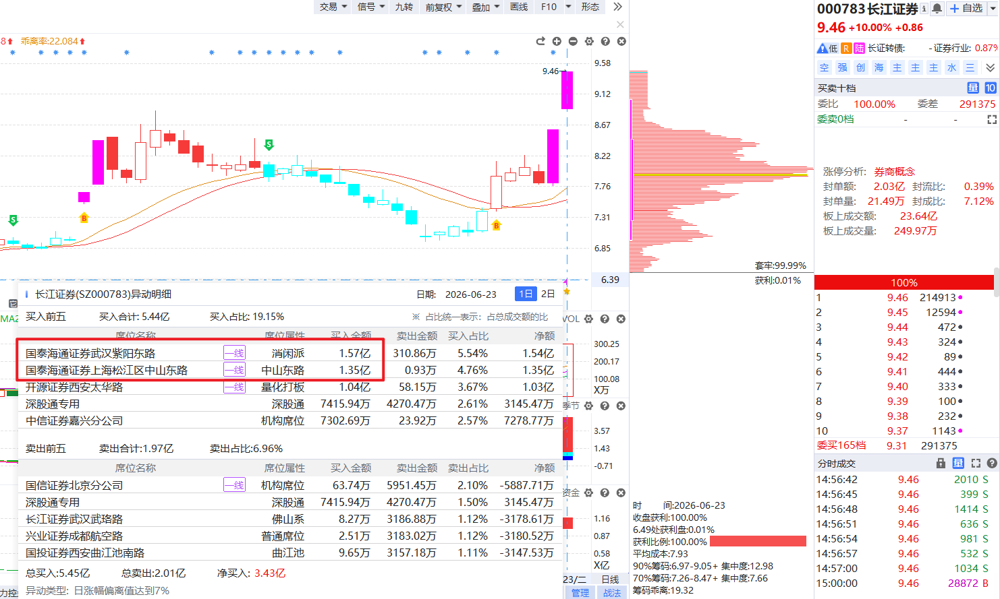 交易 信号 九转 前复权 叠加 画线 F10 形态
8 乖离率:22.084
9.46
9.58
9.12
8.67
8.22
7.76
7.31
6.85
6.39
S
B
S
B
长江证券(SZ000783)异动明细 日期: 2026-06-23 1日 2日
买入前五 买入合计: 5.44亿 买入占比: 19.15% ※ 占比统一表示：占总成交额的比
席位名称 席位属性 买入金额 卖出金额 买入占比 净额
国泰海通证券武汉紫阳东路 一线 消闲派 1.57亿 310.86万 5.54% 1.54亿
国泰海通证券上海松江区中山东路 一线 中山东路 1.35亿 0.93万 4.76% 1.35亿
开源证券西安太华路 一线 量化打板 1.04亿 58.15万 3.67% 1.03亿
深股通专用 深股通 7415.94万 4270.47万 2.61% 3145.47万
中信证券嘉兴分公司 机构席位 7302.69万 23.92万 2.57% 7278.77万
卖出前五 卖出合计:1.97亿 卖出占比:6.96%
席位名称 席位属性 买入金额 卖出金额 卖出占比 净额
国信证券北京分公司 一线 机构席位 63.74万 5951.45万 2.10% -5887.71万
深股通专用 深股通 7415.94万 4270.47万 1.50% 3145.47万
长江证券武汉武珞路 佛山系 8.27万 3186.88万 1.12% -3178.61万
兴业证券成都航空路 普通席位 2.51万 3183.02万 1.12% -3180.52万
国投证券西安曲江池南路 曲江池 9.65万 3157.18万 1.11% -3147.53万
总买入:5.45亿 总卖出:2.01亿 净买入: 3.43亿
异动类型: 日涨幅偏离值达到7%
MA2
力控
VOL
300.25
200.17
100.08
X万
季节
3.57
1.43
-0.71
资金
1.16
0.87
0.58
X亿
23/二 日线
管理 战法
套牢:99.99%
获利:0.01%
时 间:2026-06-23
收盘获利:100.00%
6.49处获利盘:0.01%
获利比例:100.00%
平均成本:7.93
90%筹码:6.97-9.05+ 集中度:12.98
70%筹码:7.26-8.47+ 集中度:7.66
筹码乖离:19.32
000783 长江证券 自选
9.46 +10.00% +0.86
低 R 陆 长证转债: - 证券行业: 0.87%
空 强 创 海 主 主 主 水 三
买卖十档 量 10
委比 100.00% 委差 291375
委卖0档 - -
涨停分析: 券商概念
封单额: 2.03亿 封流比: 0.39%
封单量: 21.49万 封成比: 7.12%
板上成交额: 23.64亿
板上成交量: 249.97万
100%
1 9.46 214913
2 9.45 12594
3 9.44 472
4 9.43 324
5 9.42 89
6 9.41 444
7 9.40 333
8 9.39 100
9 9.38 232
10 9.37 1143
委买165档 9.31 291375
分时成交 量
14:56:42 9.46 2010 S
14:56:45 9.46 399 S
14:56:48 9.46 1414 S
14:56:51 9.46 636 S
14:56:54 9.46 981 S
14:56:57 9.46 532 S
14:57:00 9.46 1034 S
15:00:00 9.46 28872 B